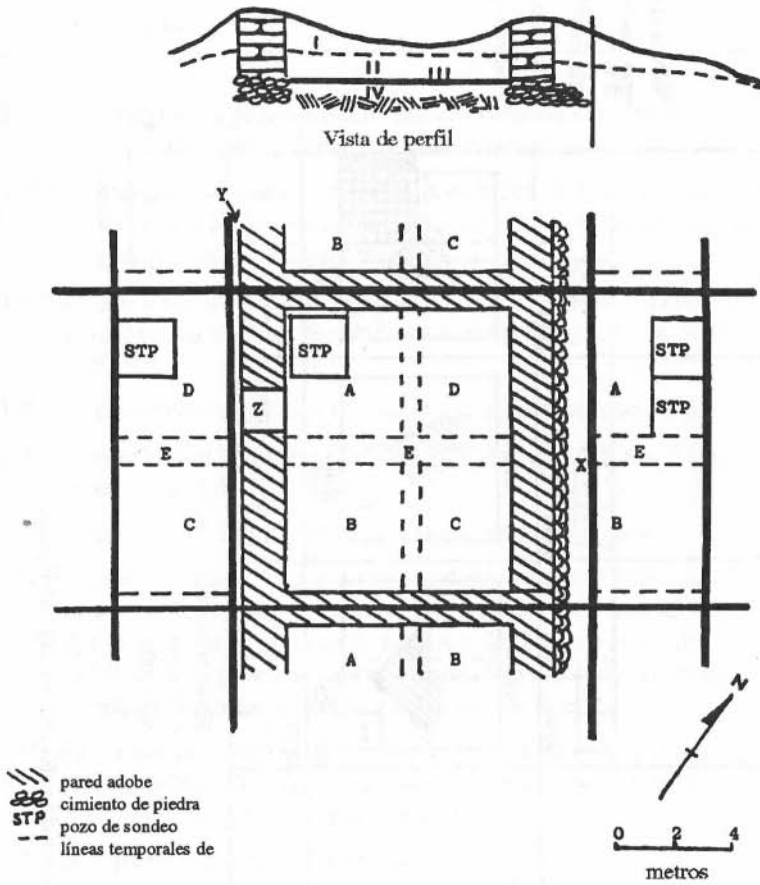 I
II III
IV
Vista de perfil
Y
B C
STP STP STP
D A D A
STP
Z
E E X E
C B C B
A B
N
pared adobe
cimiento de piedra
STP pozo de sondeo
líneas temporales de
0 2 4
metros